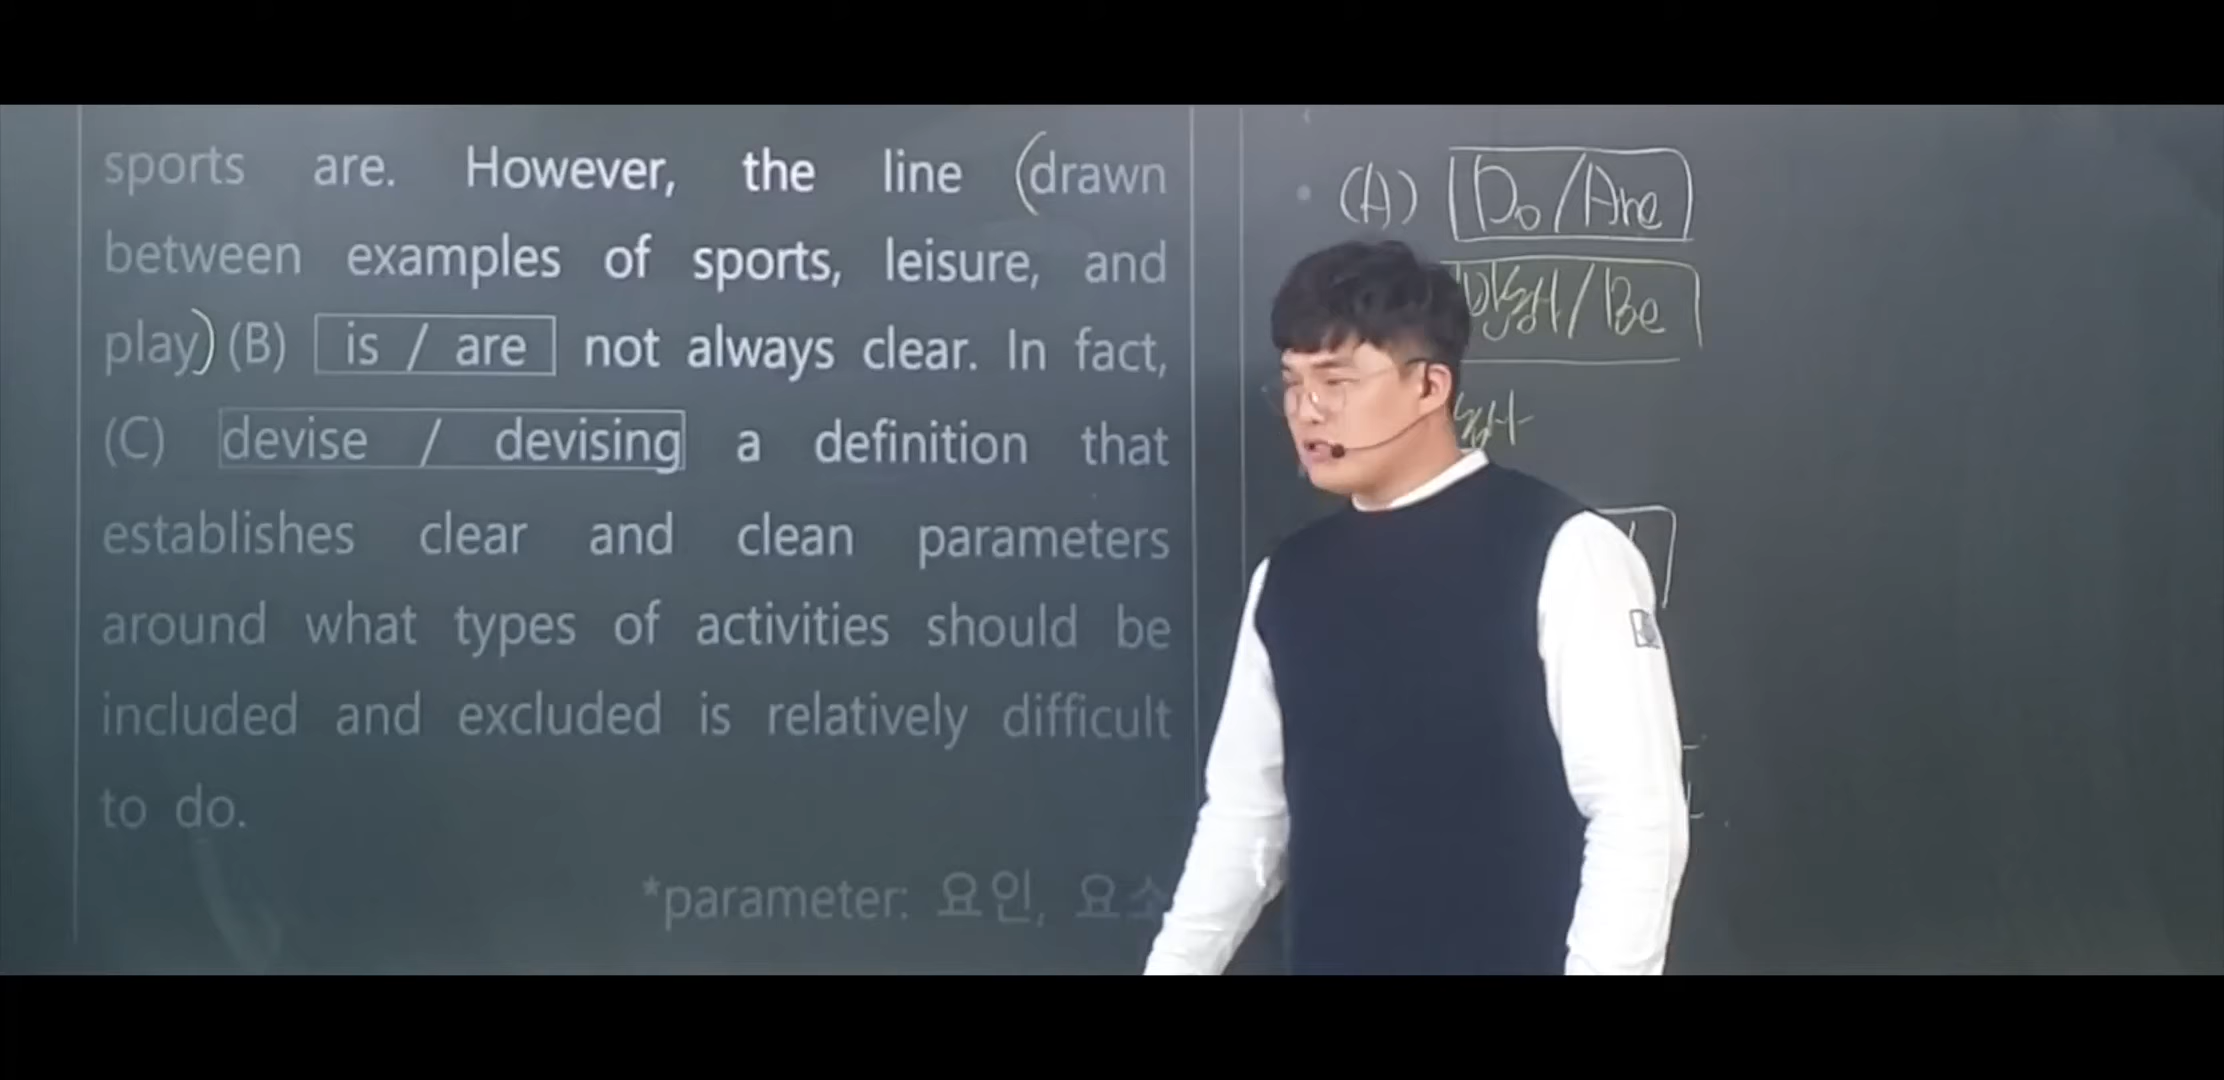 sports are. However, the line (drawn
between examples of sports, leisure, and
play) (B) is / are not always clear. In fact,
(C) devise / devising a definition that
establishes clear and clean parameters
around what types of activities should be
included and excluded is relatively difficult
to do.
*parameter: 요인, 요소
(A) Do / Are
/ Be